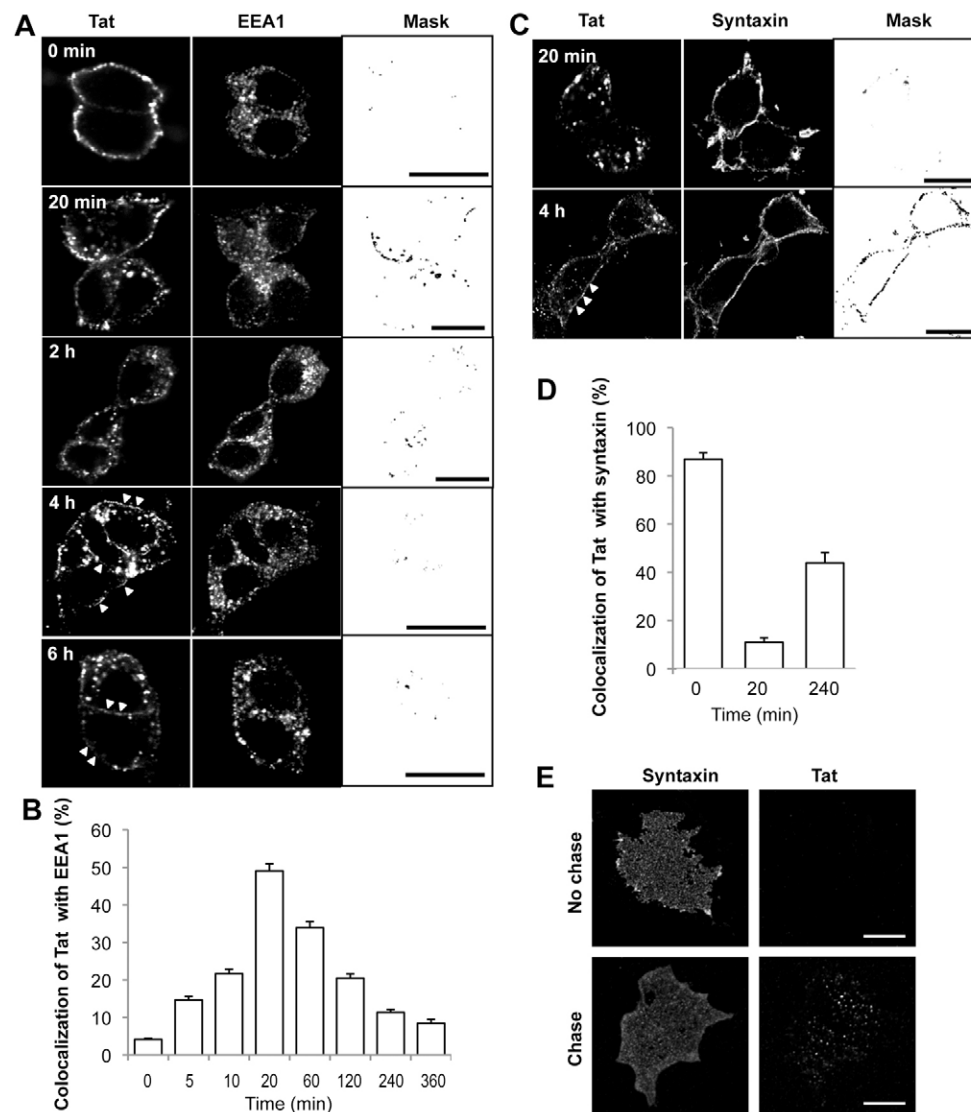 A
Tat EEA1 Mask
0 min
20 min
2 h
4 h
6 h
B
Colocalization of Tat with EEA1 (%)
60
50
40
30
20
10
0
0 5 10 20 60 120 240 360
Time (min)
C
Tat Syntaxin Mask
20 min
4 h
D
Colocalization of Tat with syntaxin (%)
100
80
60
40
20
0
0 20 240
Time (min)
E
Syntaxin Tat
No chase
Chase